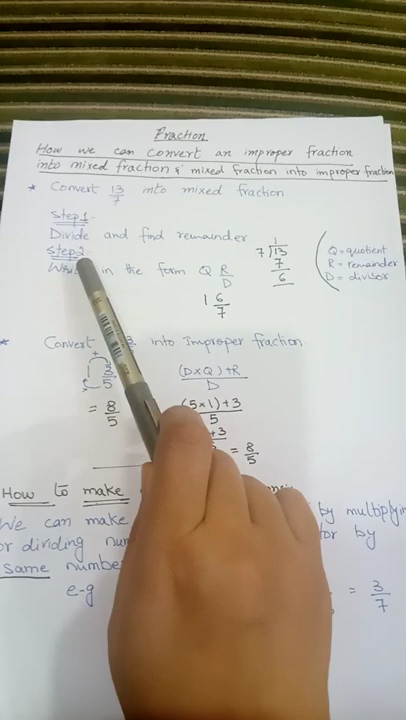 Fraction
How we can Convert an improper fraction
into mixed fraction & mixed fraction into improper fraction
* Convert 13/7 into mixed fraction
Step 1
Divide and find remainder
1
7 13
7
6
Q = quotient
R = remainder
D = divisor
Step 2
in the form Q R/D
1 6/7
* Convert into Improper fraction
(D×Q)+R / D
= 8/5
(5×1)+3 / 5
+3
= 8/5
How to make
We can make by multiplying
or dividing by
same
e-g = 3/7